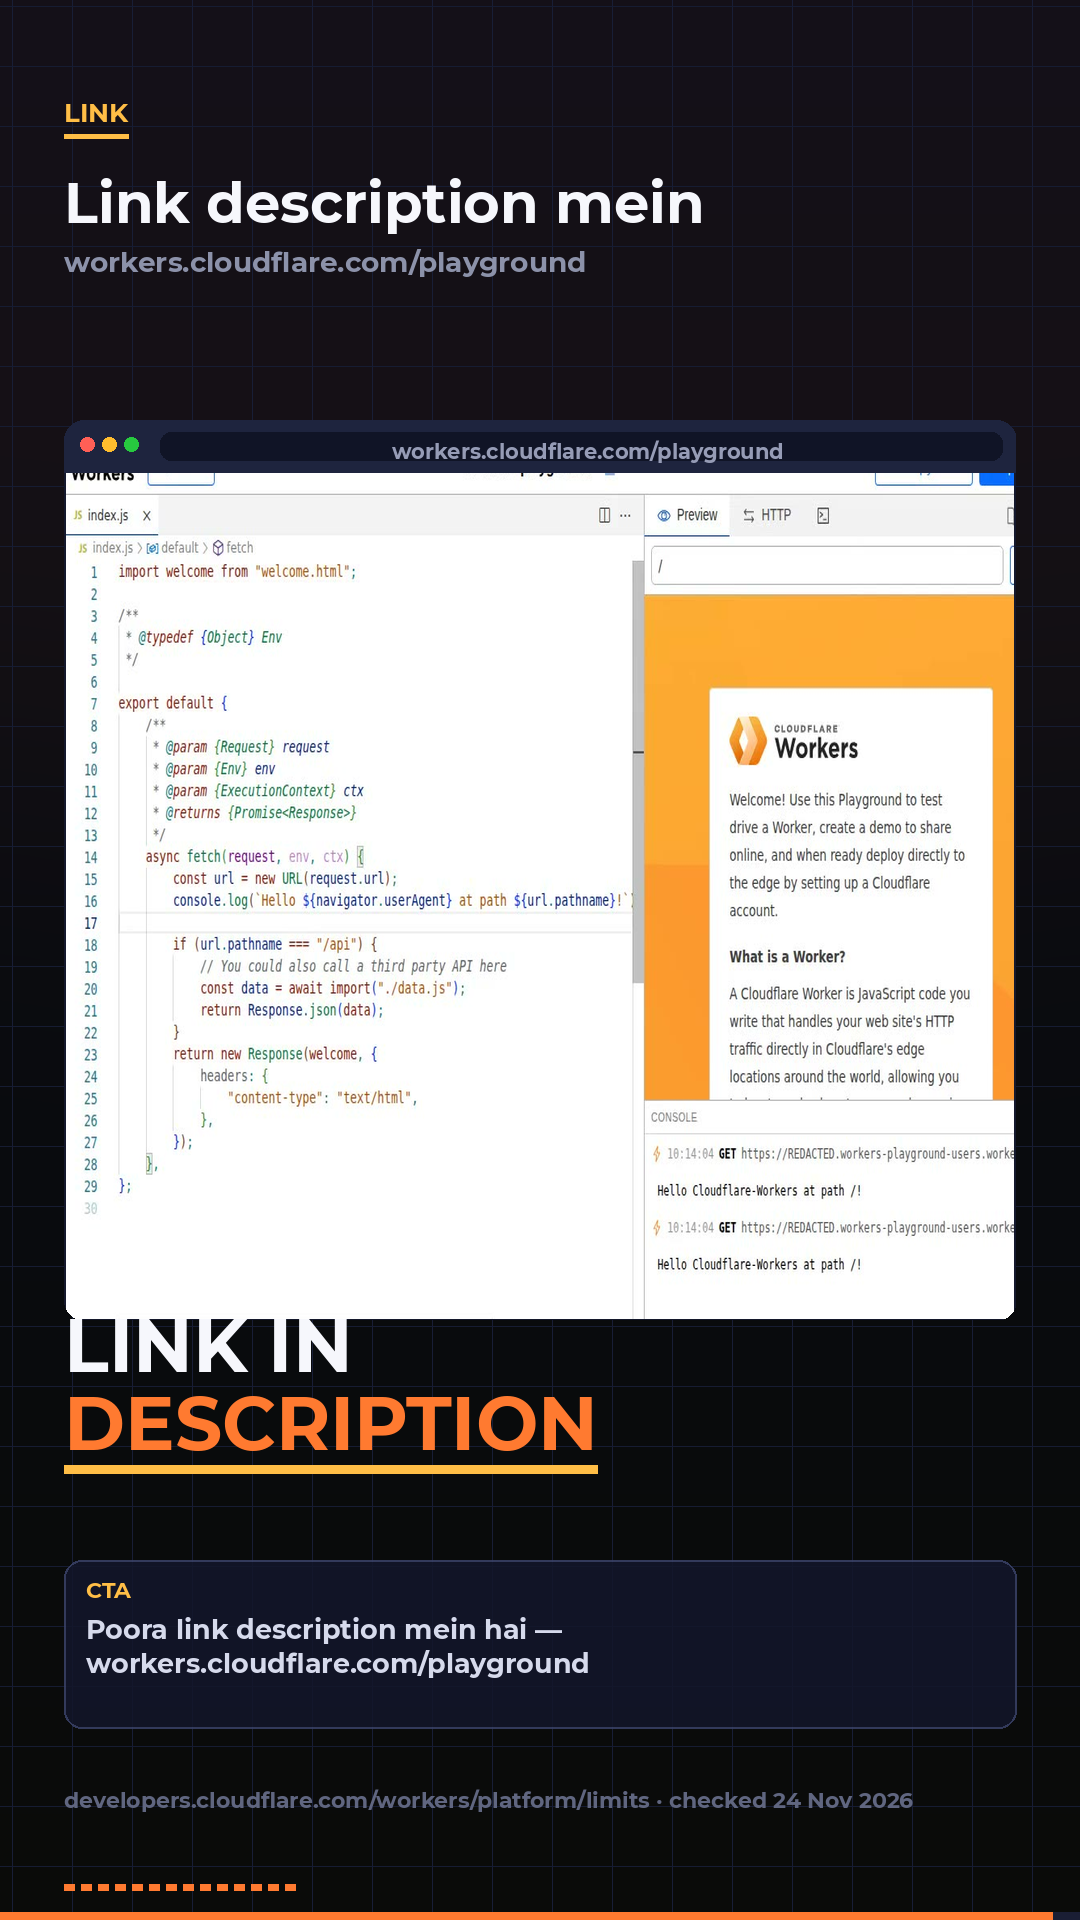 LINK
Link description mein
workers.cloudflare.com/playground
workers.cloudflare.com/playground
Workers
JS index.js X
Preview
HTTP
JS index.js > default > fetch
/
1 import welcome from "welcome.html";
2
3 /**
4 * @typedef {Object} Env
5 */
6
7 export default {
8 /**
9 * @param {Request} request
10 * @param {Env} env
11 * @param {ExecutionContext} ctx
12 * @returns {Promise<Response>}
13 */
14 async fetch(request, env, ctx) {
15 const url = new URL(request.url);
16 console.log(`Hello ${navigator.userAgent} at path ${url.pathname}!`)
17
18 if (url.pathname === "/api") {
19 // You could also call a third party API here
20 const data = await import("./data.js");
21 return Response.json(data);
22 }
23 return new Response(welcome, {
24 headers: {
25 "content-type": "text/html",
26 },
27 });
28 },
29 };
30
CLOUDFLARE
Workers
Welcome! Use this Playground to test
drive a Worker, create a demo to share
online, and when ready deploy directly to
the edge by setting up a Cloudflare
account.
What is a Worker?
A Cloudflare Worker is JavaScript code you
write that handles your web site's HTTP
traffic directly in Cloudflare's edge
locations around the world, allowing you
CONSOLE
10:14:04 GET https://REDACTED.workers-playground-users.worke
Hello Cloudflare-Workers at path /!
10:14:04 GET https://REDACTED.workers-playground-users.worke
Hello Cloudflare-Workers at path /!
LINK IN
DESCRIPTION
CTA
Poora link description mein hai —
workers.cloudflare.com/playground
developers.cloudflare.com/workers/platform/limits · checked 24 Nov 2026